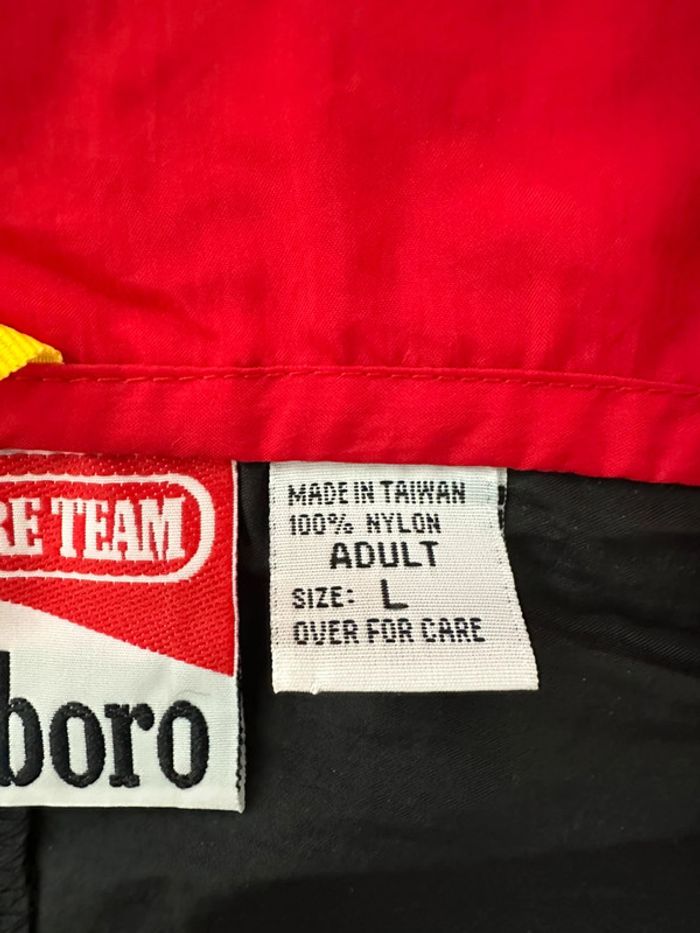 RE TEAM
boro
MADE IN TAIWAN
100% NYLON
ADULT
SIZE: L
OVER FOR CARE